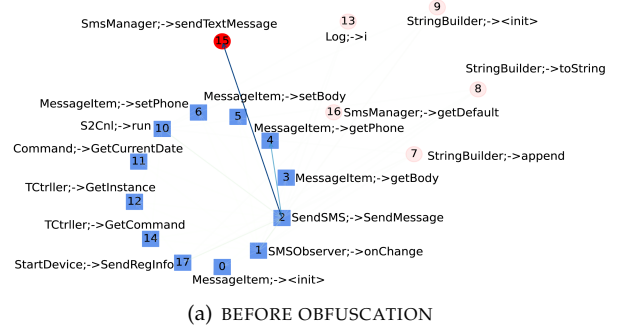 9
13
SmsManager;->sendTextMessage
StringBuilder;-><init>
Log;->i
15
StringBuilder;->toString
8
MessageItem;->setBody
MessageItem;->setPhone
6
5
16 SmsManager;->getDefault
S2Cnl;->run
10
MessageItem;->getPhone
4
Command;->GetCurrentDate
7 StringBuilder;->append
11
3 MessageItem;->getBody
TCtrller;->GetInstance
12
2 SendSMS;->SendMessage
TCtrller;->GetCommand
14
1 SMSObserver;->onChange
StartDevice;->SendRegInfo 17
0
MessageItem;-><init>
(a) BEFORE OBFUSCATION